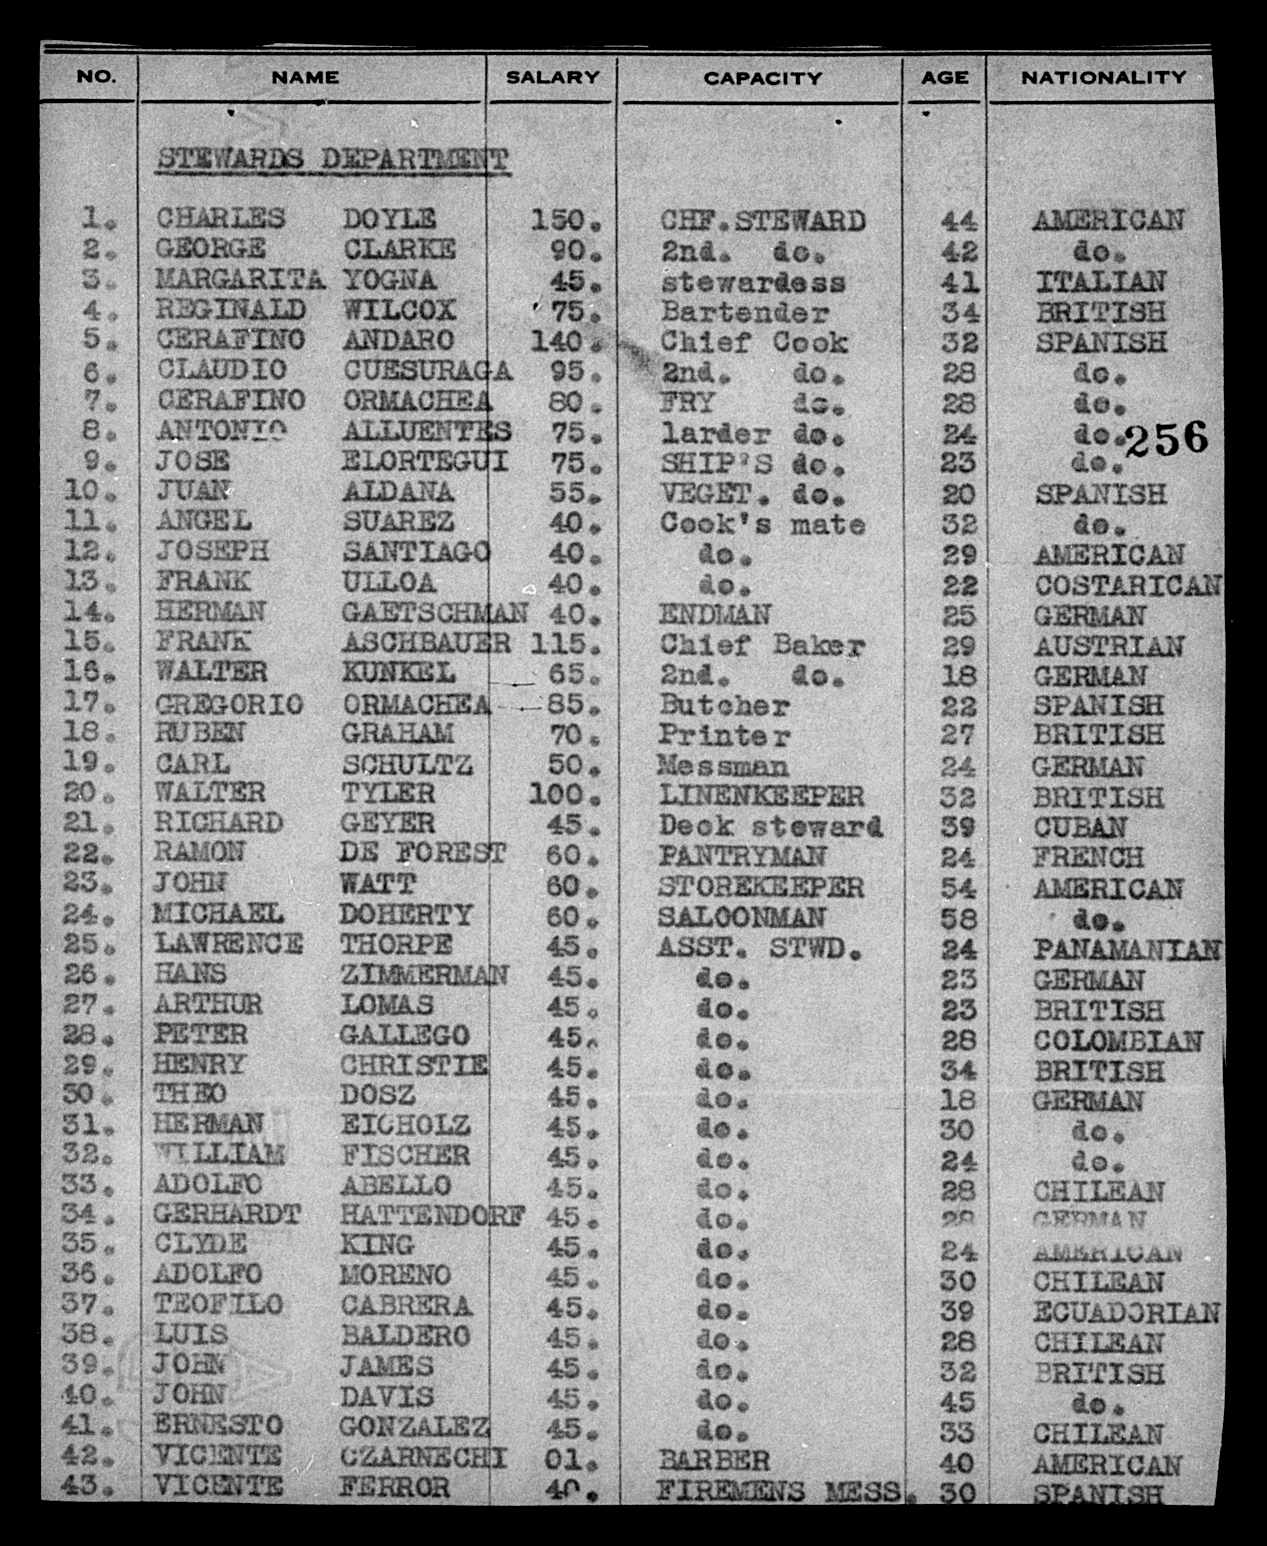 NO. NAME SALARY CAPACITY AGE NATIONALITY
STEWARDS DEPARTMENT
1. CHARLES DOYLE 150. CHF.STEWARD 44 AMERICAN
2. GEORGE CLARKE 90. 2nd. do. 42 do.
3. MARGARITA YOGNA 45. stewardess 41 ITALIAN
4. REGINALD WILCOX 75. Bartender 34 BRITISH
5. CERAFINO ANDARO 140. Chief Cook 32 SPANISH
6. CLAUDIO CUESURAGA 95. 2nd. do. 28 do.
7. CERAFINO ORMACHEA 80. FRY do. 28 do.
8. ANTONIO ALLUENTES 75. larder do. 24 do.
256
9. JOSE ELORTEGUI 75. SHIP'S do. 23 do.
10. JUAN ALDANA 55. VEGET. do. 20 SPANISH
11. ANGEL SUAREZ 40. Cook's mate 32 do.
12. JOSEPH SANTIAGO 40. do. 29 AMERICAN
13. FRANK ULLOA 40. do. 22 COSTARICAN
14. HERMAN GAETSCHMAN 40. ENDMAN 25 GERMAN
15. FRANK ASCHBAUER 115. Chief Baker 29 AUSTRIAN
16. WALTER KUNKEL 65. 2nd. do. 18 GERMAN
17. GREGORIO ORMACHEA 85. Butcher 22 SPANISH
18. RUBEN GRAHAM 70. Printer 27 BRITISH
19. CARL SCHULTZ 50. Messman 24 GERMAN
20. WALTER TYLER 100. LINENKEEPER 32 BRITISH
21. RICHARD GEYER 45. Deck steward 39 CUBAN
22. RAMON DE FOREST 60. PANTRYMAN 24 FRENCH
23. JOHN WATT 60. STOREKEEPER 54 AMERICAN
24. MICHAEL DOHERTY 60. SALOONMAN 58 do.
25. LAWRENCE THORPE 45. ASST. STWD. 24 PANAMANIAN
26. HANS ZIMMERMAN 45. do. 23 GERMAN
27. ARTHUR LOMAS 45. do. 23 BRITISH
28. PETER GALLEGO 45. do. 28 COLOMBIAN
29. HENRY CHRISTIE 45. do. 34 BRITISH
30. THEO DOSZ 45. do. 18 GERMAN
31. HERMAN EICHOLZ 45. do. 30 do.
32. WILLIAM FISCHER 45. do. 24 do.
33. ADOLFO ABELLO 45. do. 28 CHILEAN
34. GERHARDT HATTENDORF 45. do. 28 GERMAN
35. CLYDE KING 45. do. 24 AMERICAN
36. ADOLFO MORENO 45. do. 30 CHILEAN
37. TEOFILO CABRERA 45. do. 39 ECUADORIAN
38. LUIS BALDERO 45. do. 28 CHILEAN
39. JOHN JAMES 45. do. 32 BRITISH
40. JOHN DAVIS 45. do. 45 do.
41. ERNESTO GONZALEZ 45. do. 33 CHILEAN
42. VICENTE CZARNECHI 01. BARBER 40 AMERICAN
43. VICENTE FERROR 40. FIREMENS MESS. 30 SPANISH